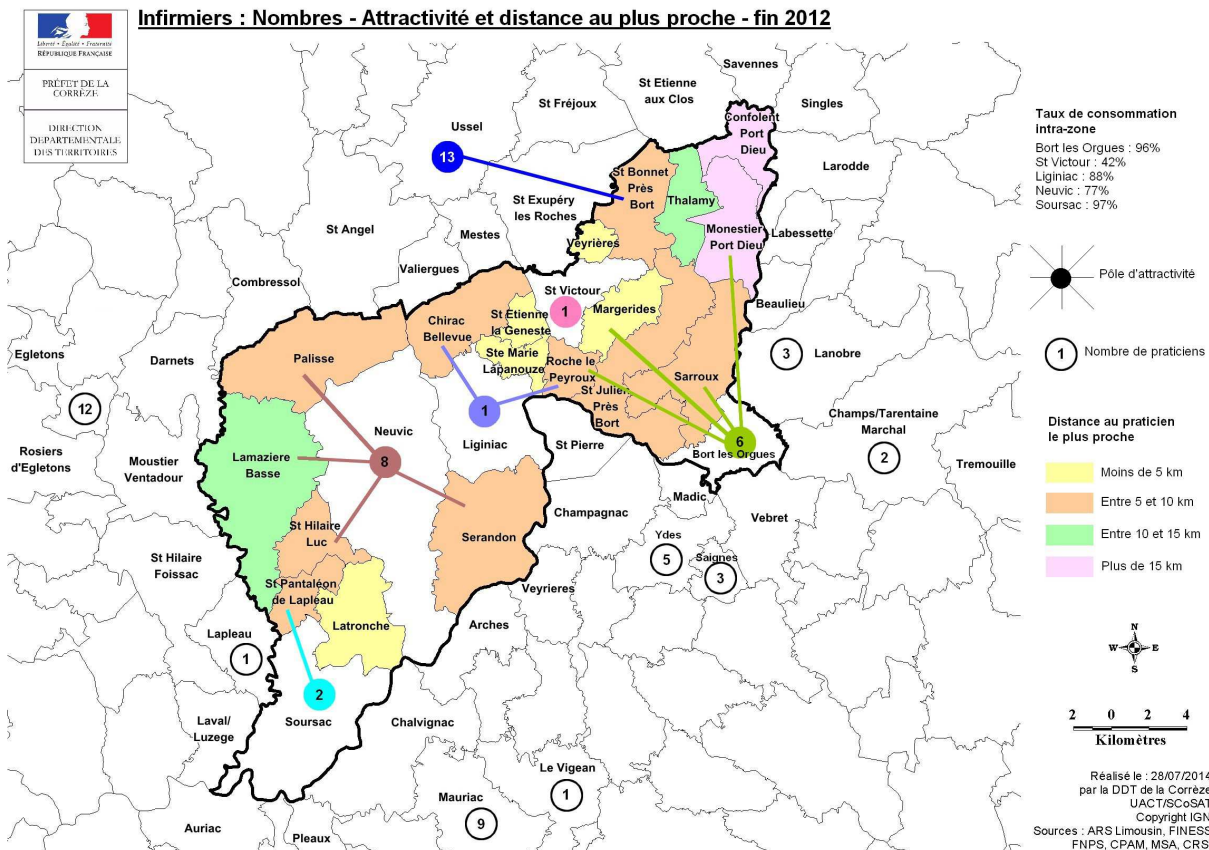 Infirmiers : Nombres - Attractivité et distance au plus proche - fin 2012
Liberté • Égalité • Fraternité
RÉPUBLIQUE FRANÇAISE
PRÉFET DE LA
CORRÈZE
DIRECTION
DEPARTEMENTALE
DES TERRITOIRES
Savennes
St Etienne
aux Clos
St Fréjoux
Singles
Ussel
13
Confolent
Port
Dieu
Larodde
St Bonnet
Près
Bort
Thalamy
St Exupéry
les Roches
Monestier
Port Dieu
Labessette
St Angel
Mestes
Veyrières
Valiergues
Combressol
St Victour
1
Margerides
Beaulieu
Chirac
Bellevue
St Etienne
la Geneste
Ste Marie
Lapanouze
Egletons
12
Darnets
Palisse
Roche le
Peyroux
3
Lanobre
Sarroux
St Julien
Près
Bort
1
Liginiac
Neuvic
8
St Pierre
6
Bort les Orgues
Champs/Tarentaine
Marchal
2
Rosiers
d'Egletons
Moustier
Ventadour
Lamaziere
Basse
Tremouille
Madic
Champagnac
Vebret
St Hilaire
Luc
Serandon
Ydes
5
Saignes
3
St Hilaire
Foissac
St Pantaléon
de Lapleau
Veyrieres
Latronche
Arches
Lapleau
1
2
Soursac
Chalvignac
Laval/
Luzege
Le Vigean
1
Mauriac
9
Auriac
Pleaux
Taux de consommation
intra-zone
Bort les Orgues : 96%
St Victour : 42%
Liginiac : 88%
Neuvic : 77%
Soursac : 97%
Pôle d'attractivité
1
Nombre de praticiens
Distance au praticien
le plus proche
Moins de 5 km
Entre 5 et 10 km
Entre 10 et 15 km
Plus de 15 km
N
W E
S
2 0 2 4
Kilomètres
Réalisé le : 28/07/2014
par la DDT de la Corrèze
UACT/SCoSAT
Copyright IGN
Sources : ARS Limousin, FINESS
FNPS, CPAM, MSA, CRS